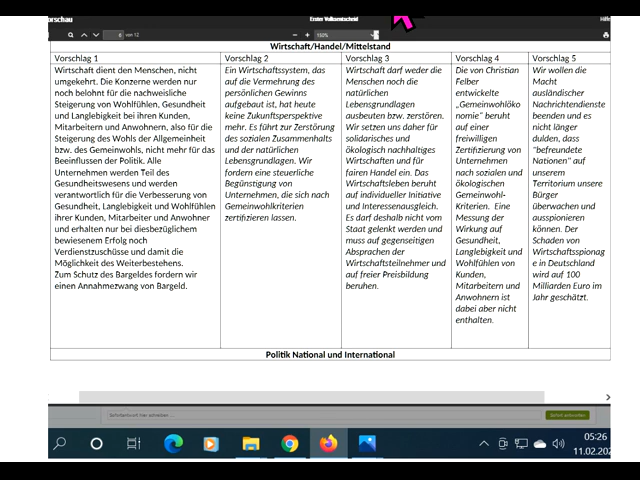 orschau
Erster Volksentscheid
Hilfe
6 von 12
150%
Wirtschaft/Handel/Mittelstand
Vorschlag 1
Wirtschaft dient den Menschen, nicht
umgekehrt. Die Konzerne werden nur
noch belohnt für die nachweisliche
Steigerung von Wohlfühlen, Gesundheit
und Langlebigkeit bei ihren Kunden,
Mitarbeitern und Anwohnern, also für die
Steigerung des Wohls der Allgemeinheit
bzw. des Gemeinwohls, nicht mehr für das
Beeinflussen der Politik. Alle
Unternehmen werden Teil des
Gesundheitswesens und werden
verantwortlich für die Verbesserung von
Gesundheit, Langlebigkeit und Wohlfühlen
ihrer Kunden, Mitarbeiter und Anwohner
und erhalten nur bei diesbezüglichem
bewiesenem Erfolg noch
Verdienstzuschüsse und damit die
Möglichkeit des Weiterbestehens.
Zum Schutz des Bargeldes fordern wir
einen Annahmezwang von Bargeld.
Vorschlag 2
Ein Wirtschaftssystem, das
auf die Vermehrung des
persönlichen Gewinns
aufgebaut ist, hat heute
keine Zukunftsperspektive
mehr. Es führt zur Zerstörung
des sozialen Zusammenhalts
und der natürlichen
Lebensgrundlagen. Wir
fordern eine steuerliche
Begünstigung von
Unternehmen, die sich nach
Gemeinwohlkriterien
zertifizieren lassen.
Vorschlag 3
Wirtschaft darf weder die
Menschen noch die
natürlichen
Lebensgrundlagen
ausbeuten bzw. zerstören.
Wir setzen uns daher für
solidarisches und
ökologisch nachhaltiges
Wirtschaften und für
fairen Handel ein. Das
Wirtschaftsleben beruht
auf individueller Initiative
und Interessenausgleich.
Es darf deshalb nicht vom
Staat gelenkt werden und
muss auf gegenseitigen
Absprachen der
Wirtschaftsteilnehmer und
auf freier Preisbildung
beruhen.
Vorschlag 4
Die von Christian
Felber
entwickelte
„Gemeinwohlöko
nomie" beruht
auf einer
freiwilligen
Zertifizierung von
Unternehmen
nach sozialen und
ökologischen
Gemeinwohl-
Kriterien. Eine
Messung der
Wirkung auf
Gesundheit,
Langlebigkeit und
Wohlfühlen von
Kunden,
Mitarbeitern und
Anwohnern ist
dabei aber nicht
enthalten.
Vorschlag 5
Wir wollen die
Macht
ausländischer
Nachrichtendienste
beenden und es
nicht länger
dulden, dass
"befreundete
Nationen" auf
unserem
Territorium unsere
Bürger
überwachen und
ausspionieren
können. Der
Schaden von
Wirtschaftspionag
e in Deutschland
wird auf 100
Milliarden Euro im
Jahr geschätzt.
Politik National und International
Sofortantwort hier schreiben ...
Sofort antworten
05:26
11.02.202